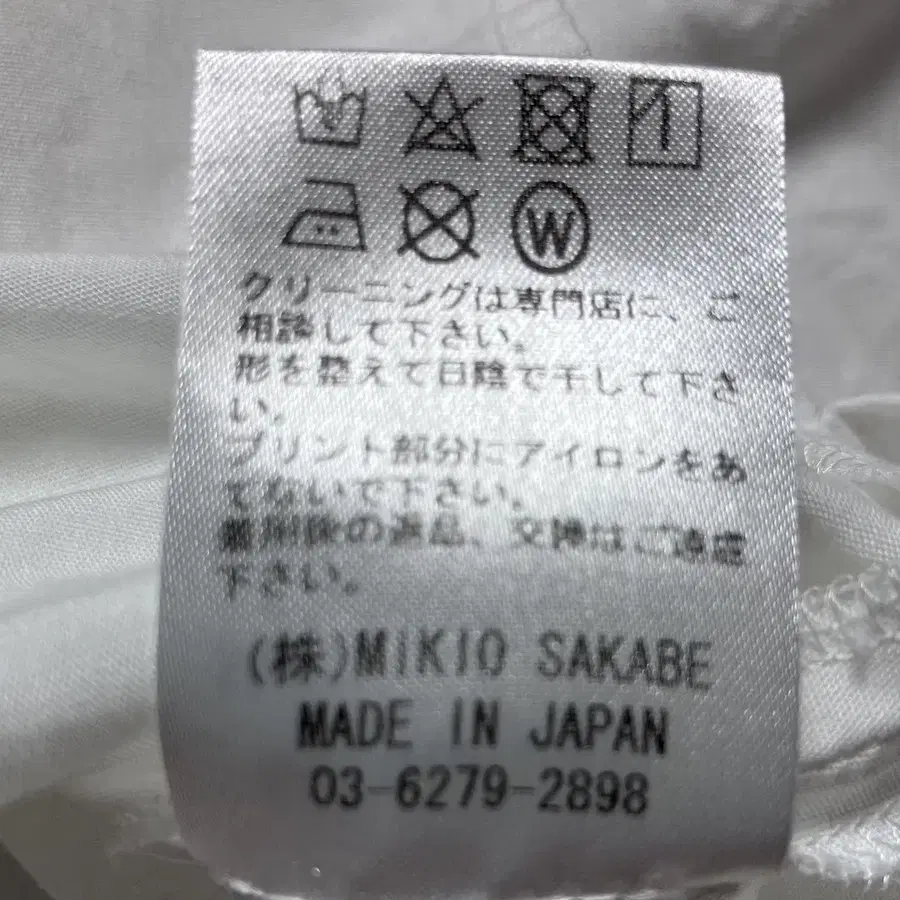 W
クリーニングは専門店に、ご
相談して下さい。
形を整えて日陰で干して下さ
い。
プリント部分にアイロンをあ
てないで下さい。
着用後の返品、交換はご遠慮
下さい。
(株)MiKIO SAKABE
MADE IN JAPAN
03-6279-2898